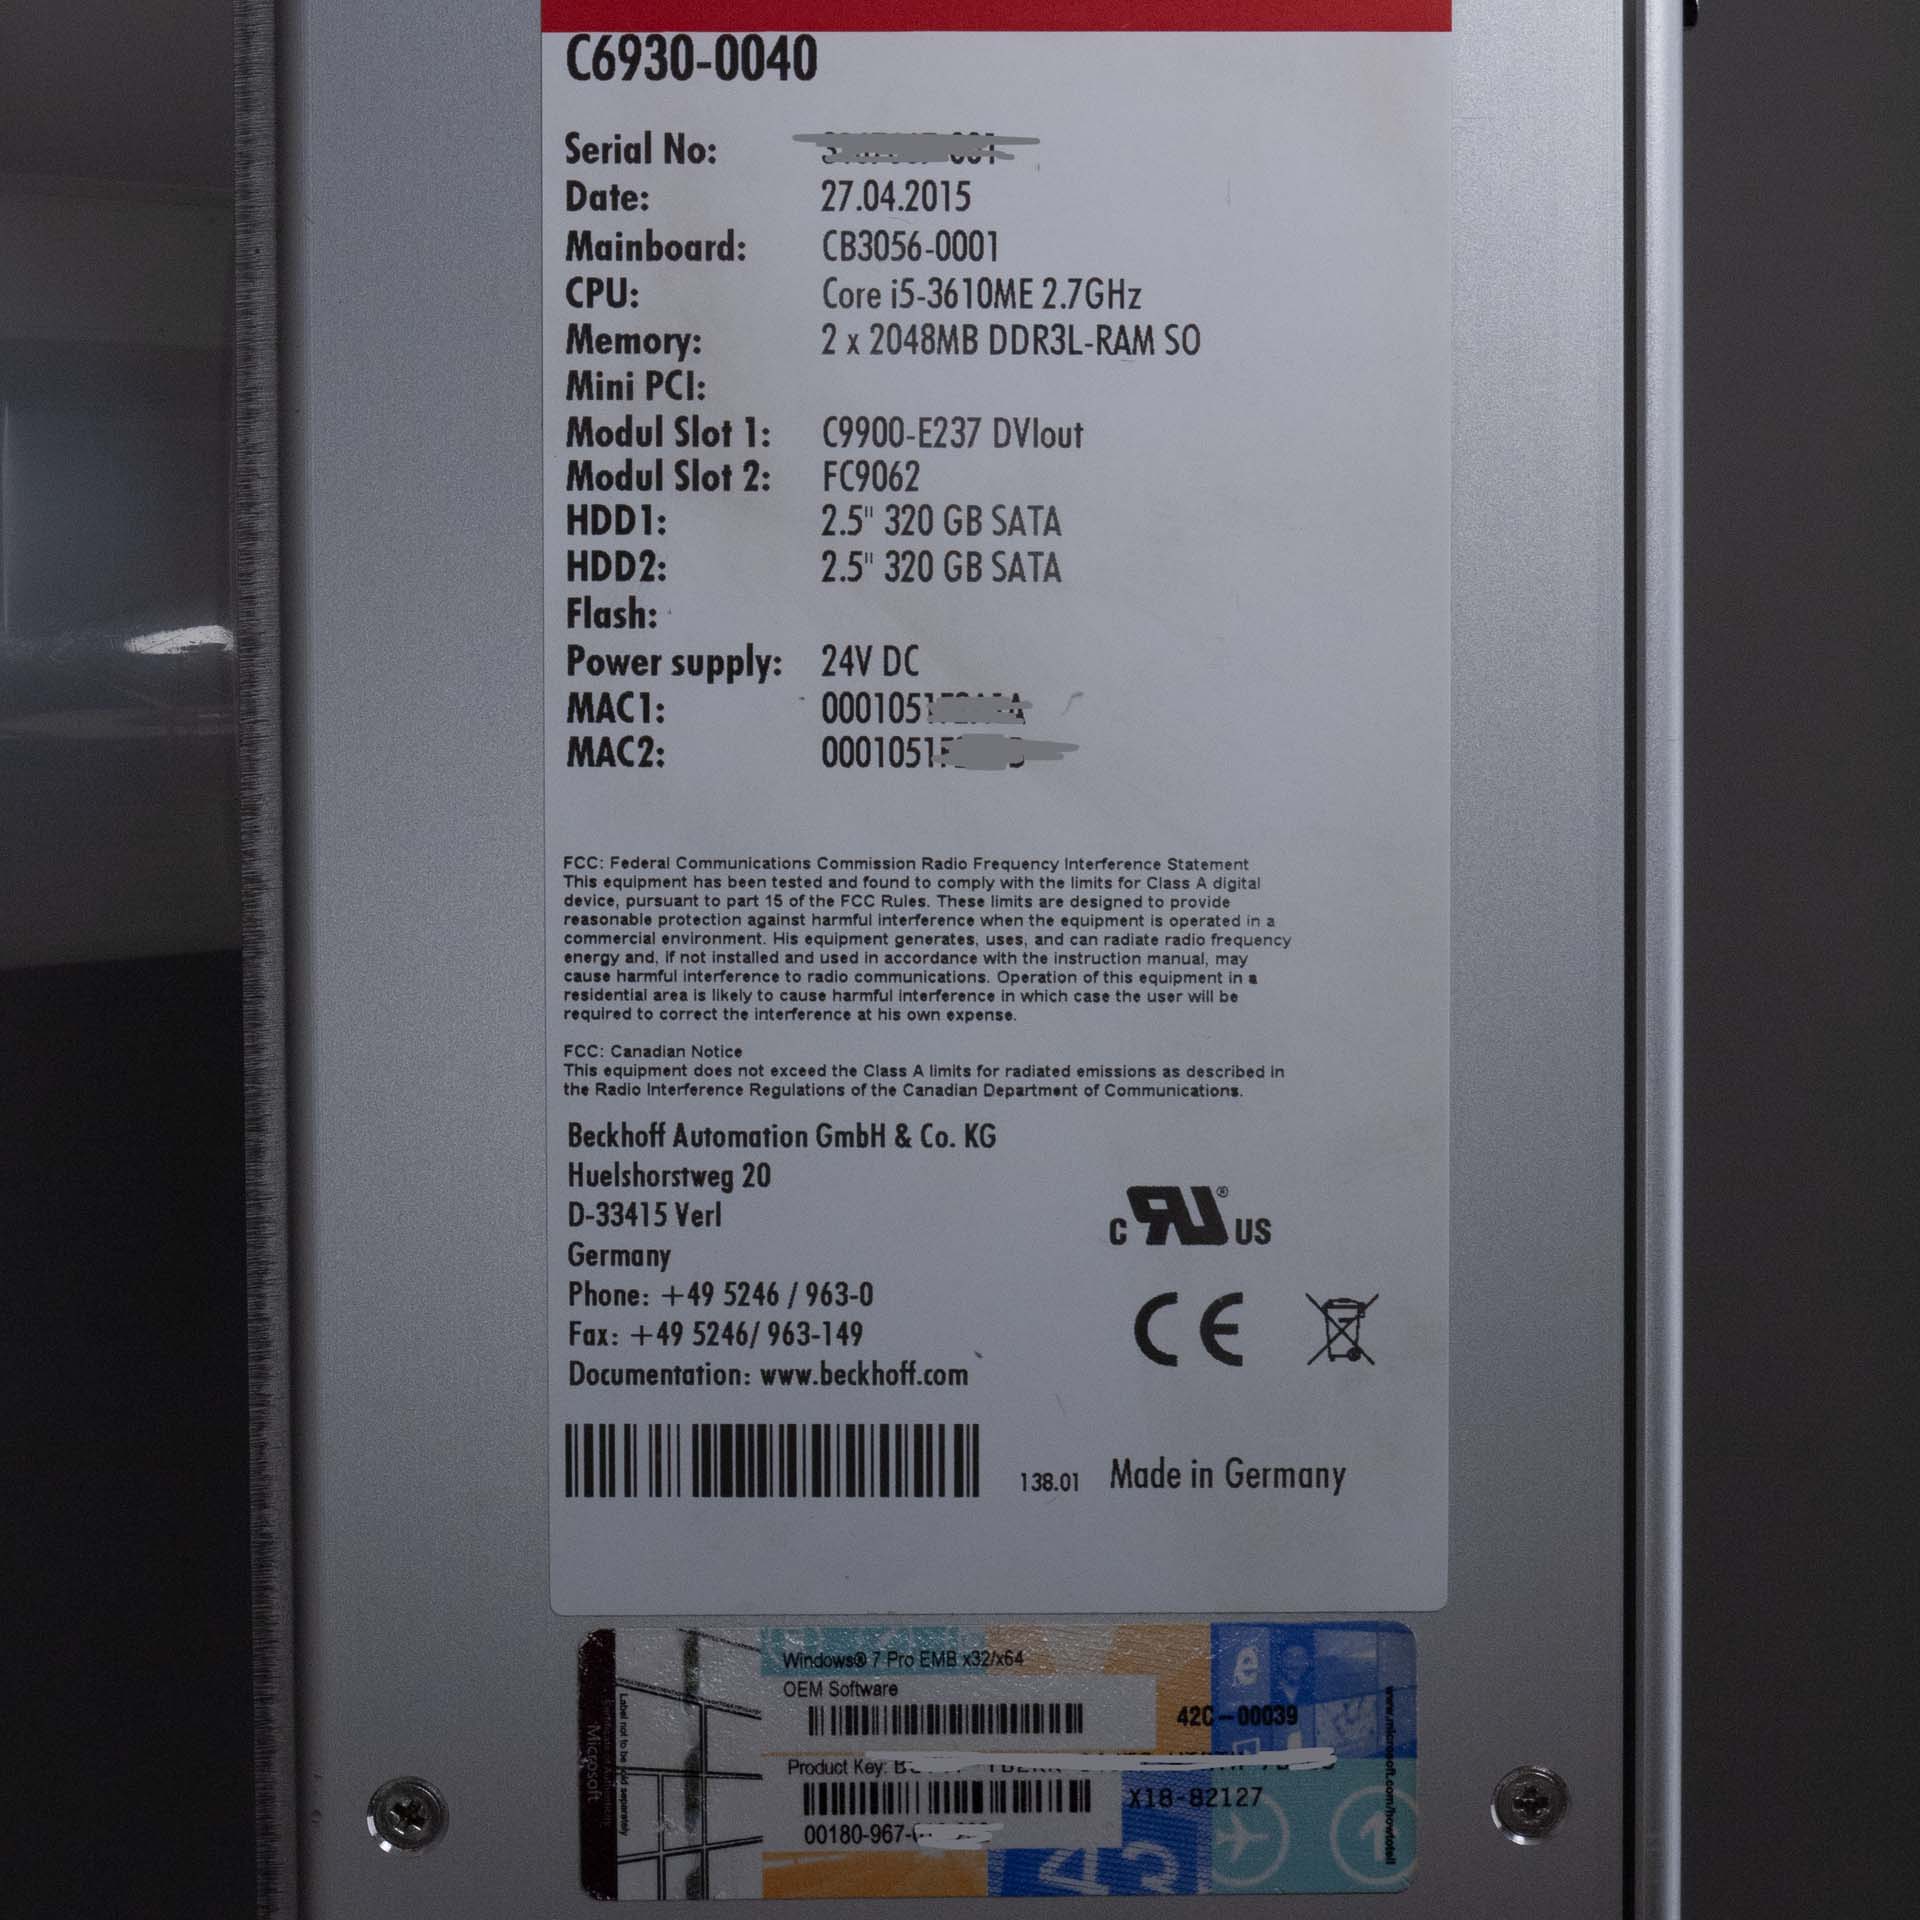 C6930-0040
Serial No:
Date: 27.04.2015
Mainboard: CB3056-0001
CPU: Core i5-3610ME 2.7GHz
Memory: 2 x 2048MB DDR3L-RAM SO
Mini PCI:
Modul Slot 1: C9900-E237 DVIout
Modul Slot 2: FC9062
HDD1: 2.5" 320 GB SATA
HDD2: 2.5" 320 GB SATA
Flash:
Power supply: 24V DC
MAC1:
MAC2:
FCC: Federal Communications Commission Radio Frequency Interference Statement
This equipment has been tested and found to comply with the limits for Class A digital
device, pursuant to part 15 of the FCC Rules. These limits are designed to provide
reasonable protection against harmful interference when the equipment is operated in a
commercial environment. His equipment generates, uses, and can radiate radio frequency
energy and, if not installed and used in accordance with the instruction manual, may
cause harmful interference to radio communications. Operation of this equipment in a
residential area is likely to cause harmful interference in which case the user will be
required to correct the interference at his own expense.
FCC: Canadian Notice
This equipment does not exceed the Class A limits for radiated emissions as described in
the Radio Interference Regulations of the Canadian Department of Communications.
Beckhoff Automation GmbH & Co. KG
Huelshorstweg 20
D-33415 Verl
Germany
Phone: +49 5246 / 963-0
Fax: +49 5246/ 963-149
Documentation: www.beckhoff.com
C US
CE
138.01 Made in Germany
Windows® 7 Pro EMB x32/x64
OEM Software
42C-00039
Product Key:
X18-82127
00180-967-
Microsoft
Label not to be sold separately
www.microsoft.com/howtotell